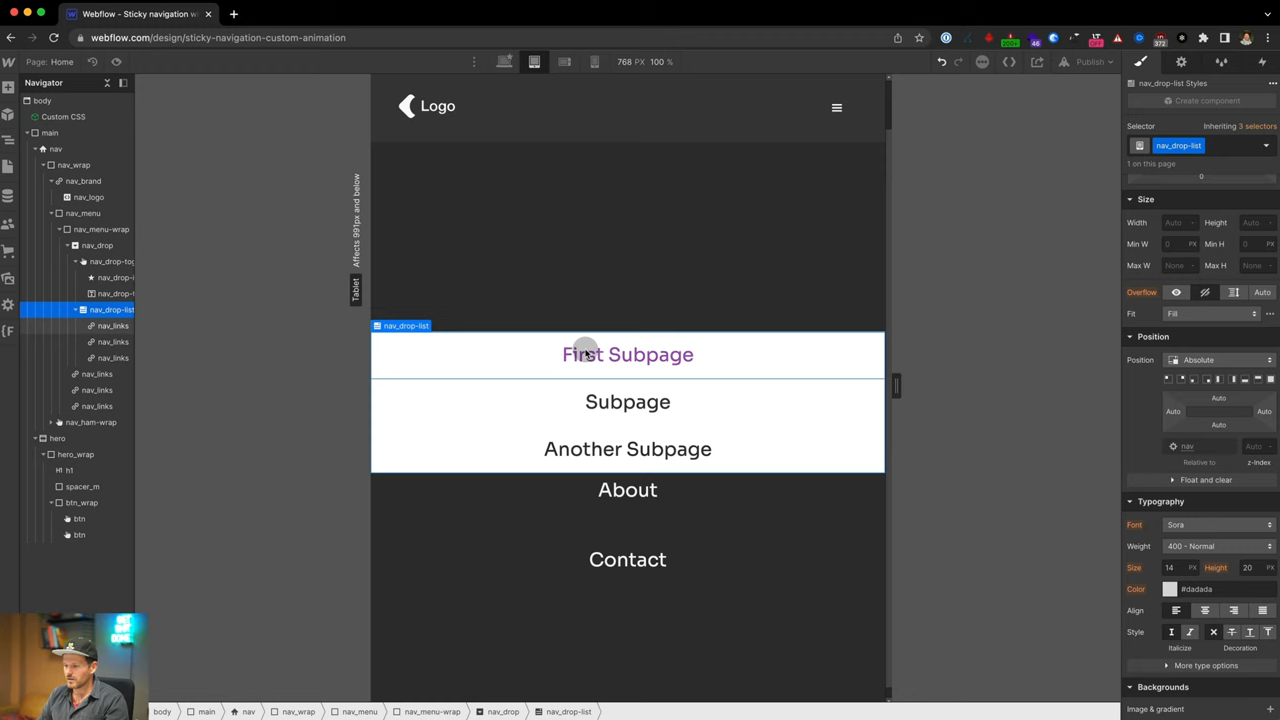 Webflow - Sticky navigation w
webflow.com/design/sticky-navigation-custom-animation
200+
46
OFF
372
Page: Home
768 PX 100 %
Publish
Navigator
body
Custom CSS
main
nav
nav_wrap
nav_brand
nav_logo
nav_menu
nav_menu-wrap
nav_drop
nav_drop-tog
nav_drop-i
nav_drop-t
nav_drop-list
nav_links
nav_links
nav_links
nav_links
nav_links
nav_links
nav_ham-wrap
hero
hero_wrap
h1
spacer_m
btn_wrap
btn
btn
Affects 991px and below
Tablet
Logo
nav_drop-list
First Subpage
Subpage
Another Subpage
About
Contact
nav_drop-list Styles
Create component
Selector
Inheriting 3 selectors
nav_drop-list
1 on this page
0
Size
Width Auto - Height Auto -
Min W 0 PX Min H 0 PX
Max W None - Max H None -
Overflow Auto
Fit Fill
Position
Position Absolute
Auto
Auto Auto
Auto
nav Auto
Relative to z-Index
Float and clear
Typography
Font Sora
Weight 400 - Normal
Size 14 PX Height 20 PX
Color #dadada
Align
Style
Italicize Decoration
More type options
Backgrounds
Image & gradient
body main nav nav_wrap nav_menu nav_menu-wrap nav_drop nav_drop-list